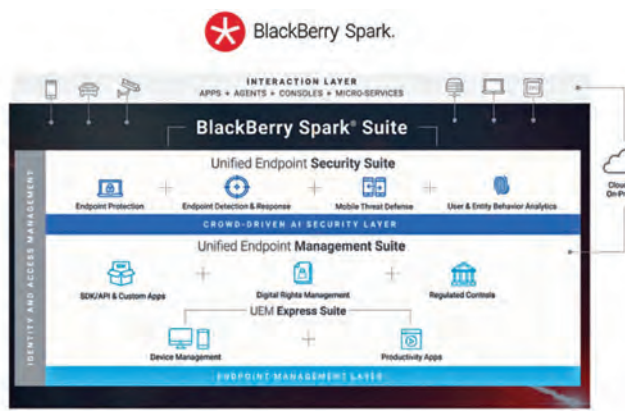 BlackBerry Spark.
INTERACTION LAYER
APPS + AGENTS + CONSOLES + MICRO-SERVICES
BlackBerry Spark® Suite
IDENTITY AND ACCESS MANAGEMENT
Unified Endpoint Security Suite
Endpoint Protection + Endpoint Detection & Response + Mobile Threat Defense + User & Entity Behavior Analytics
CROWD-DRIVEN AI SECURITY LAYER
Unified Endpoint Management Suite
SDK/API & Custom Apps + Digital Rights Management + Regulated Controls
UEM Express Suite
Device Management + Productivity Apps
ENDPOINT MANAGEMENT LAYER
Cloud